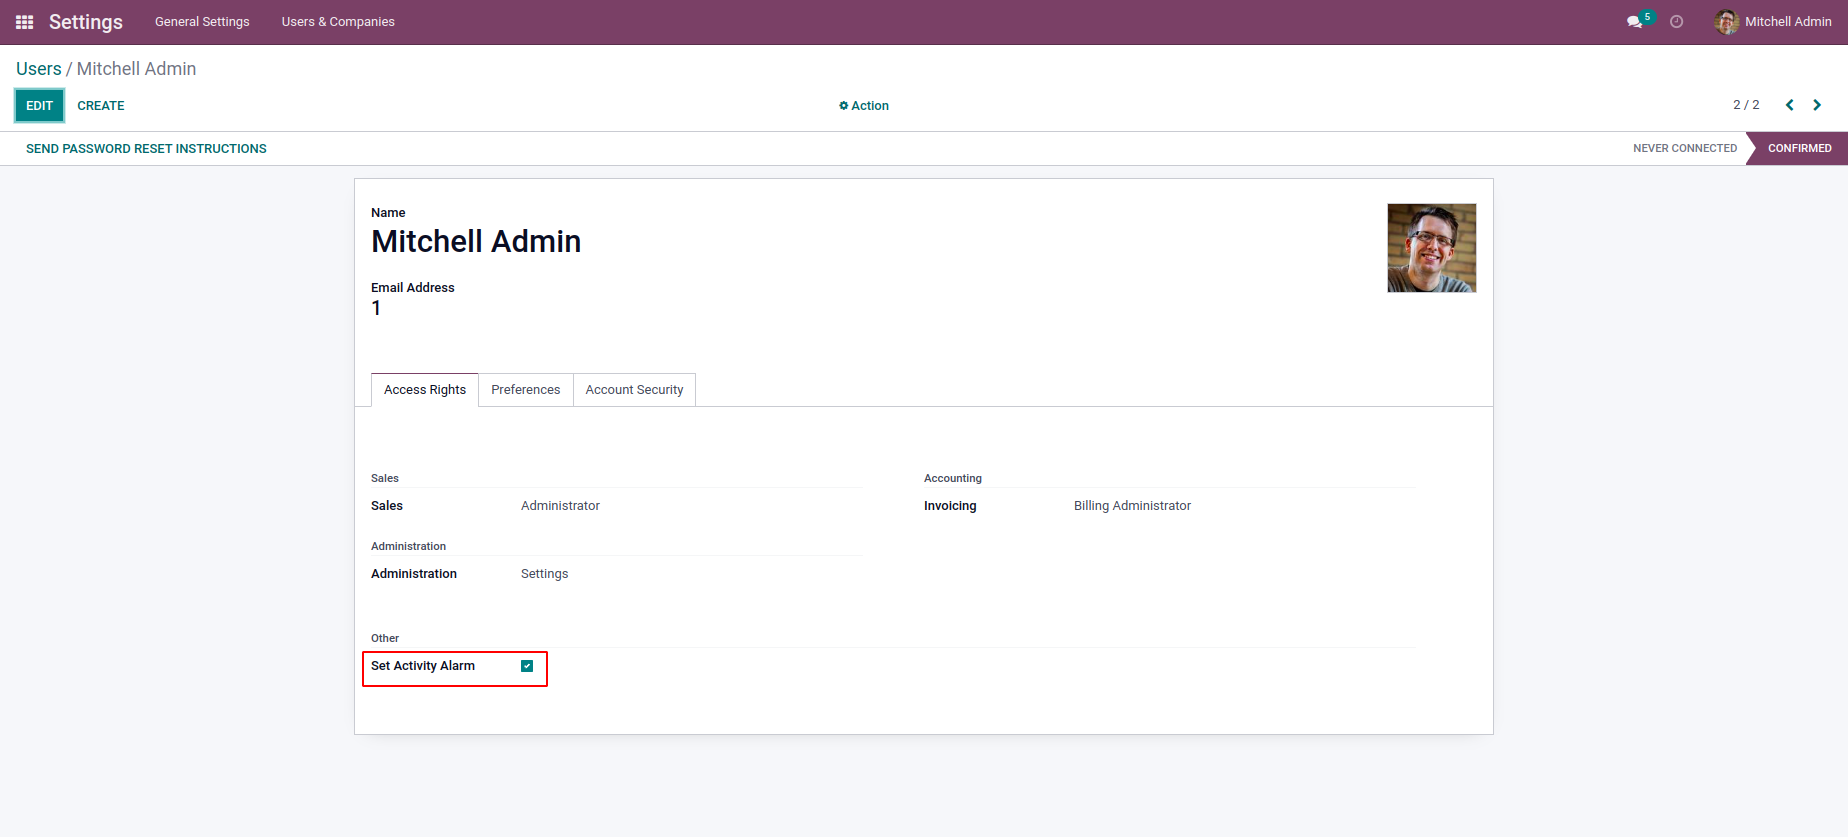 Settings General Settings Users & Companies 5 Mitchell Admin
Users / Mitchell Admin
EDIT CREATE Action 2 / 2
SEND PASSWORD RESET INSTRUCTIONS NEVER CONNECTED CONFIRMED
Name
Mitchell Admin
Email Address
1
Access Rights Preferences Account Security
Sales Accounting
Sales Administrator Invoicing Billing Administrator
Administration
Administration Settings
Other
Set Activity Alarm